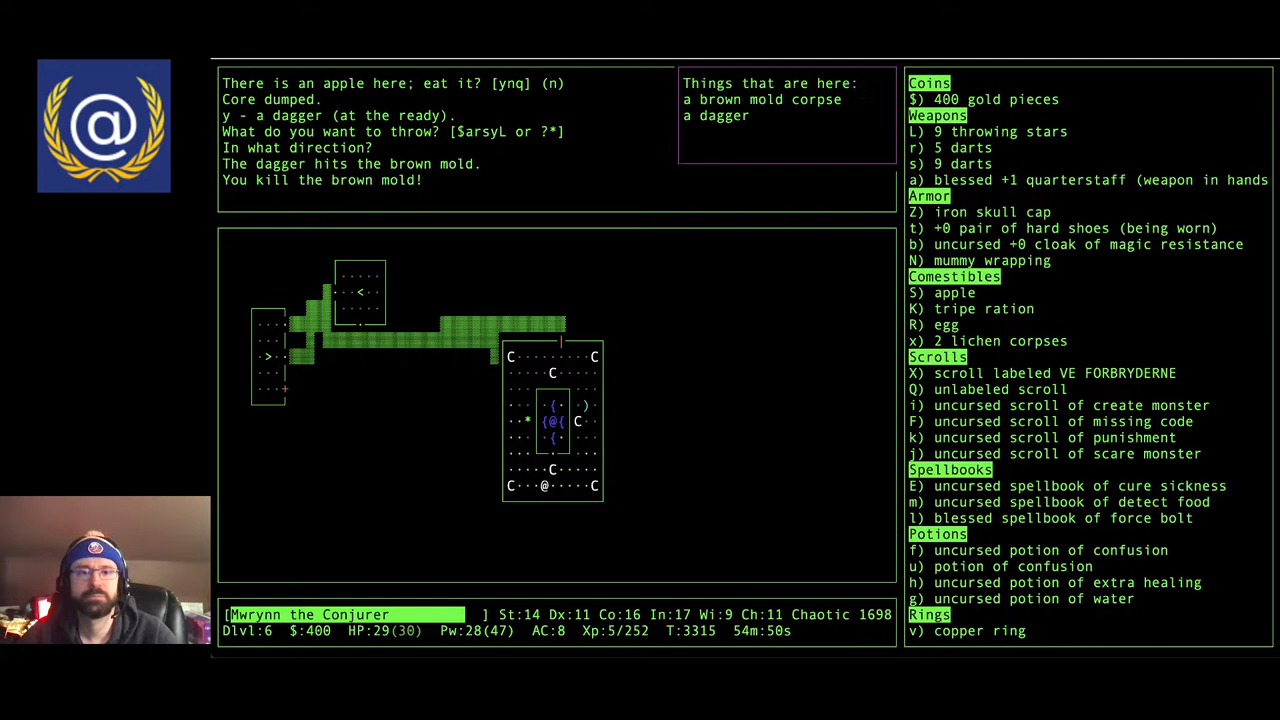 @
There is an apple here; eat it? [ynq] (n)
Core dumped.
y - a dagger (at the ready).
What do you want to throw? [$arsyL or ?*]
In what direction?
The dagger hits the brown mold.
You kill the brown mold!
Things that are here:
a brown mold corpse
a dagger
·····
·<··
····
····
·>··
···
···+
|
C········C
·····C····
{· ·)
··* {@{ C
{·
·····C····
C···@·····C
[Mwrynn the Conjurer ] St:14 Dx:11 Co:16 In:17 Wi:9 Ch:11 Chaotic 1698
Dlvl:6 $:400 HP:29(30) Pw:28(47) AC:8 Xp:5/252 T:3315 54m:50s
Coins
$) 400 gold pieces
Weapons
L) 9 throwing stars
r) 5 darts
s) 9 darts
a) blessed +1 quarterstaff (weapon in hands
Armor
Z) iron skull cap
t) +0 pair of hard shoes (being worn)
b) uncursed +0 cloak of magic resistance
N) mummy wrapping
Comestibles
S) apple
K) tripe ration
R) egg
x) 2 lichen corpses
Scrolls
X) scroll labeled VE FORBRYDERNE
Q) unlabeled scroll
i) uncursed scroll of create monster
F) uncursed scroll of missing code
k) uncursed scroll of punishment
j) uncursed scroll of scare monster
Spellbooks
E) uncursed spellbook of cure sickness
m) uncursed spellbook of detect food
l) blessed spellbook of force bolt
Potions
f) uncursed potion of confusion
u) potion of confusion
h) uncursed potion of extra healing
g) uncursed potion of water
Rings
v) copper ring